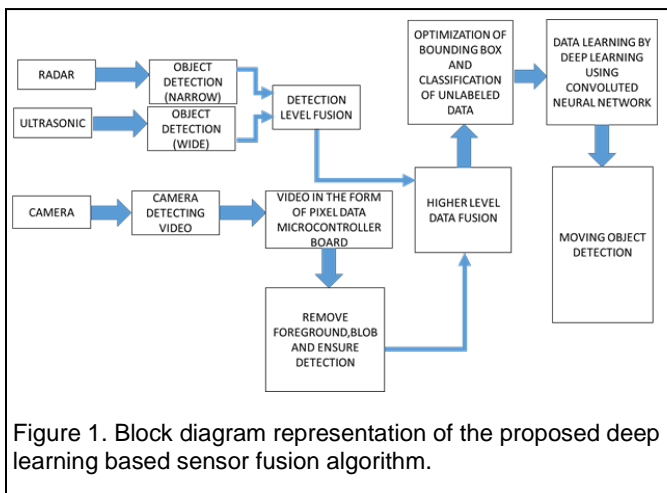 RADAR
OBJECT
DETECTION
(NARROW)
ULTRASONIC
OBJECT
DETECTION
(WIDE)
DETECTION
LEVEL FUSION
CAMERA
CAMERA
DETECTING
VIDEO
VIDEO IN THE
FORM
OF PIXEL DATA
MICROCONTROLLER
BOARD
REMOVE
FOREGROUND,BLOB
AND ENSURE
DETECTION
HIGHER LEVEL
DATA FUSION
OPTIMIZATION OF
BOUNDING BOX
AND
CLASSIFICATION
OF UNLABELED
DATA
DATA LEARNING BY
DEEP LEARNING
USING
CONVOLUTED
NEURAL NETWORK
MOVING OBJECT
DETECTION
Figure 1. Block diagram representation of the proposed deep
learning based sensor fusion algorithm.